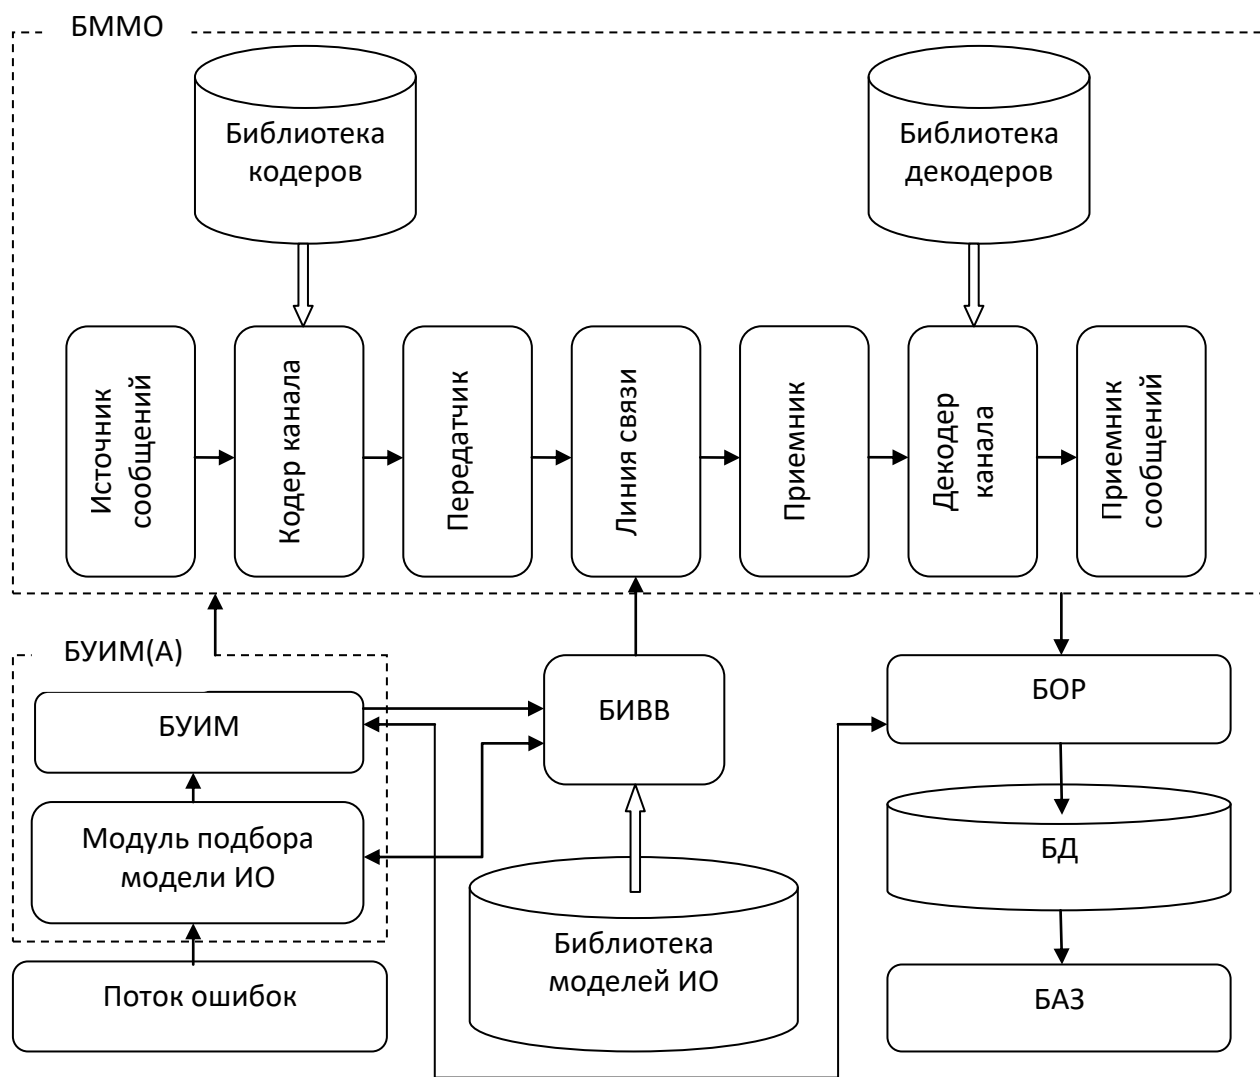 БММО
Библиотека
кодеров
Библиотека
декодеров
Источник
сообщений
Кодер канала
Передатчик
Линия связи
Приемник
Декодер
канала
Приемник
сообщений
БУИМ(А)
БУИМ
БИВВ
БОР
Модуль подбора
модели ИО
БД
Библиотека
моделей ИО
Поток ошибок
БАЗ